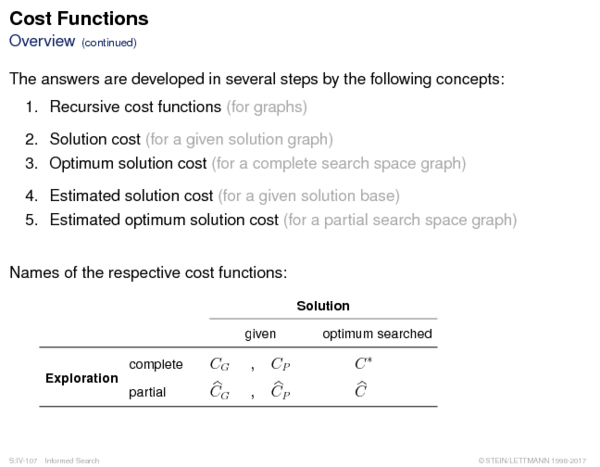 Cost Functions
Overview (continued)
The answers are developed in several steps by the following concepts:
1. Recursive cost functions (for graphs)
2. Solution cost (for a given solution graph)
3. Optimum solution cost (for a complete search space graph)
4. Estimated solution cost (for a given solution base)
5. Estimated optimum solution cost (for a partial search space graph)
Names of the respective cost functions:
Solution
given optimum searched
Exploration
complete C_G , C_P C*
partial Ĉ_G , Ĉ_P Ĉ
S:IV-107 Informed Search ©STEIN/LETTMANN 1998-2017